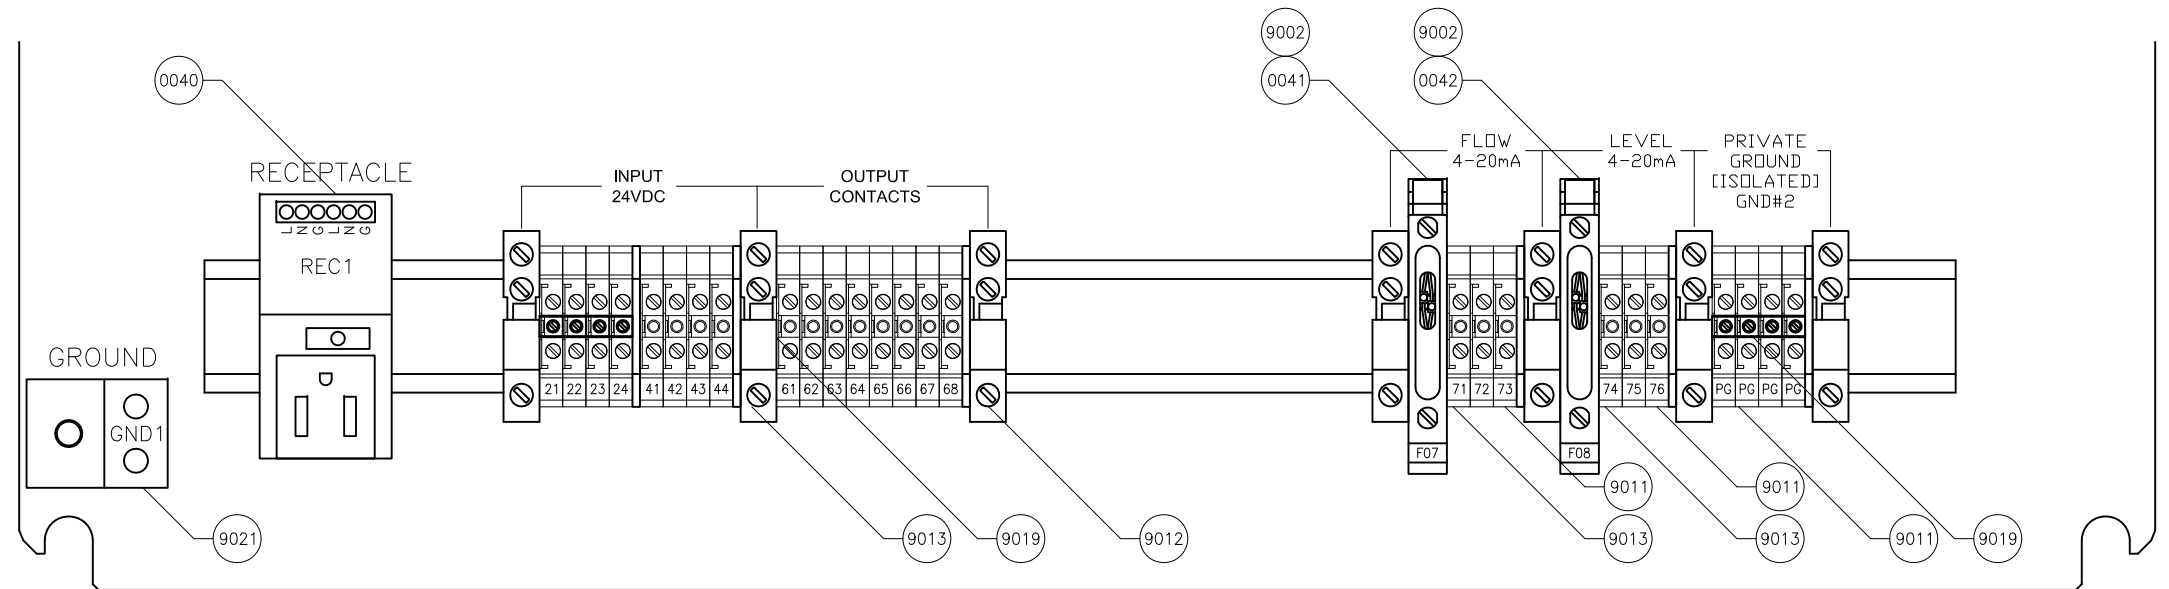 9002
9002
0040
0041
0042
FLOW
4-20mA
LEVEL
4-20mA
PRIVATE
GROUND
[ISOLATED]
GND#2
RECEPTACLE
INPUT
24VDC
OUTPUT
CONTACTS
L N G L N G
REC1
GROUND
GND1
21 22 23 24 41 42 43 44 61 62 63 64 65 66 67 68
71 72 73 74 75 76 PG PG PG PG
F07
F08
9011
9011
9021
9013
9019
9012
9013
9013
9011
9019